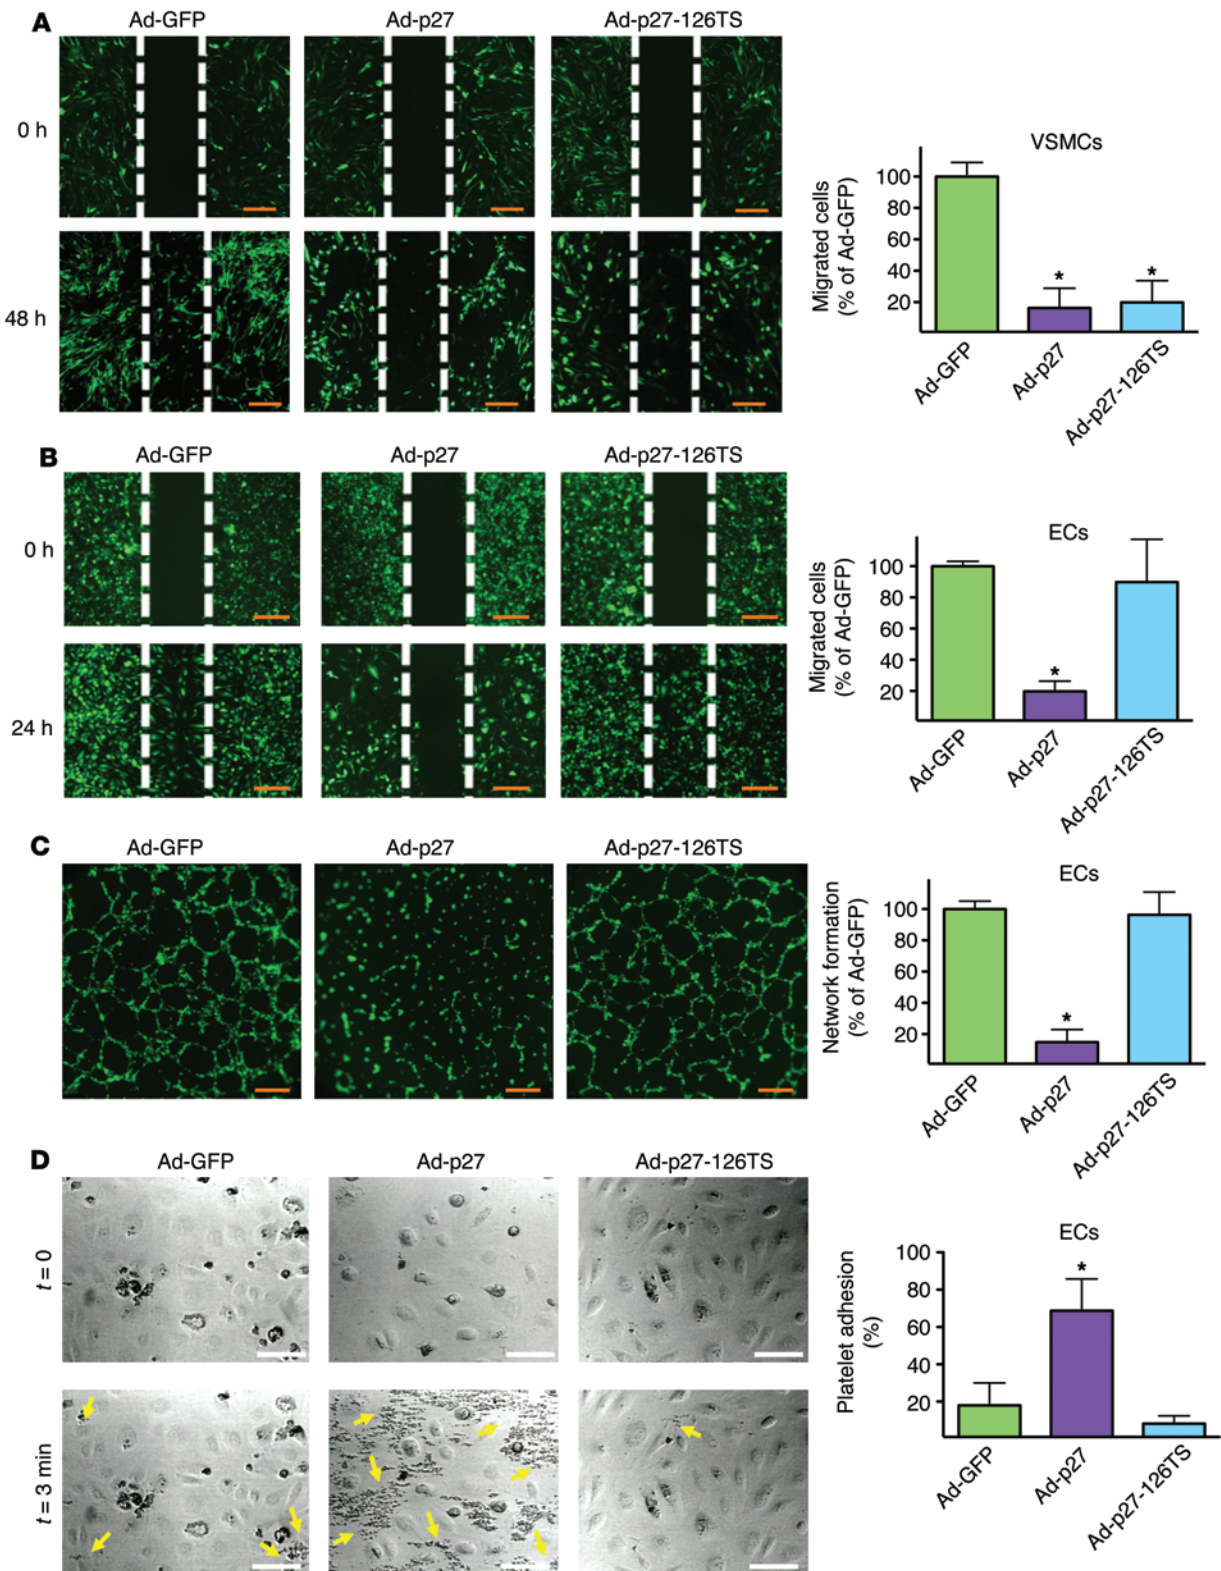 A
Ad-GFP
Ad-p27
Ad-p27-126TS
0 h
48 h
VSMCs
Migrated cells
(% of Ad-GFP)
100
80
60
40
20
*
*
Ad-GFP
Ad-p27
Ad-p27-126TS
B
Ad-GFP
Ad-p27
Ad-p27-126TS
0 h
24 h
ECs
Migrated cells
(% of Ad-GFP)
100
80
60
40
20
*
Ad-GFP
Ad-p27
Ad-p27-126TS
C
Ad-GFP
Ad-p27
Ad-p27-126TS
ECs
Network formation
(% of Ad-GFP)
100
80
60
40
20
*
Ad-GFP
Ad-p27
Ad-p27-126TS
D
Ad-GFP
Ad-p27
Ad-p27-126TS
t = 0
t = 3 min
ECs
Platelet adhesion
(%)
100
80
60
40
20
*
Ad-GFP
Ad-p27
Ad-p27-126TS